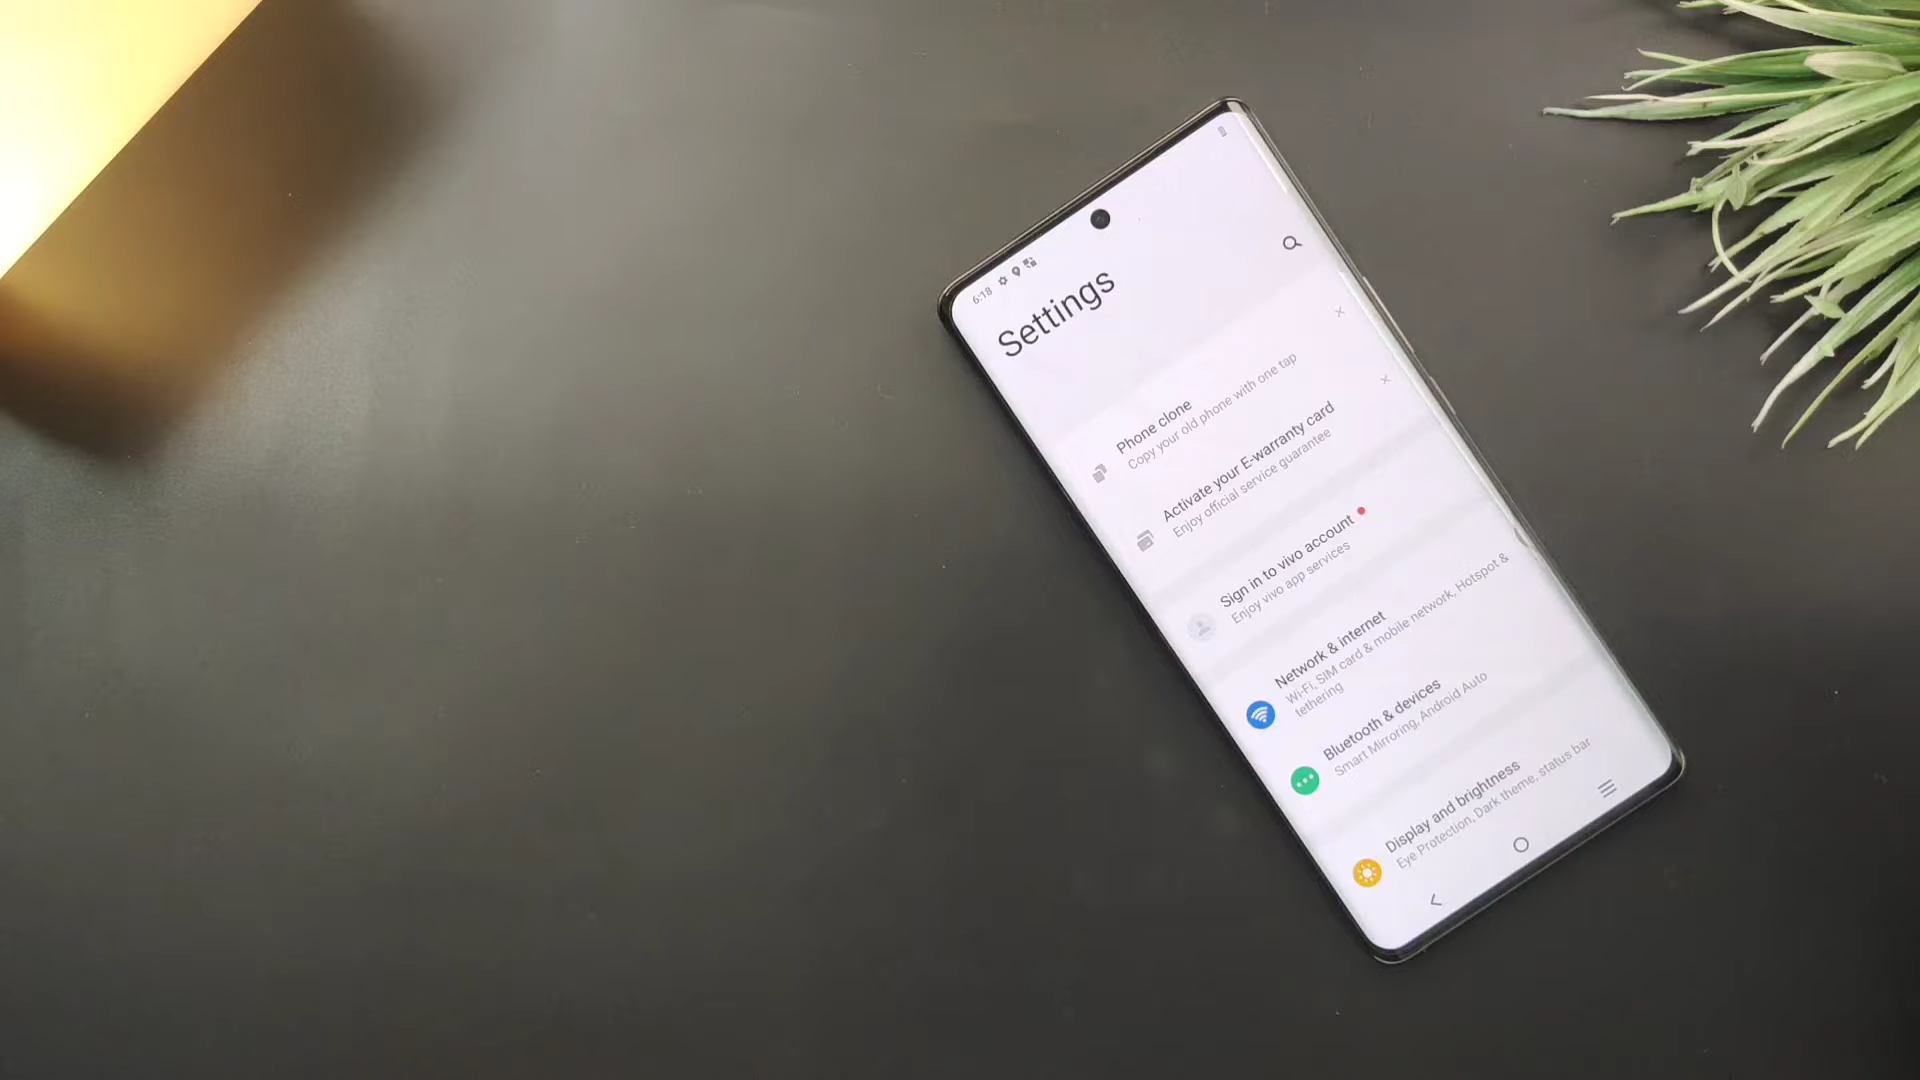 6:18
Settings
Phone clone
Copy your old phone with one tap
Activate your E-warranty card
Enjoy official service guarantee
Sign in to vivo account
Enjoy vivo app services
Network & internet
Wi-Fi, SIM card & mobile network, Hotspot &
tethering
Bluetooth & devices
Smart Mirroring, Android Auto
Display and brightness
Eye Protection, Dark theme, status bar